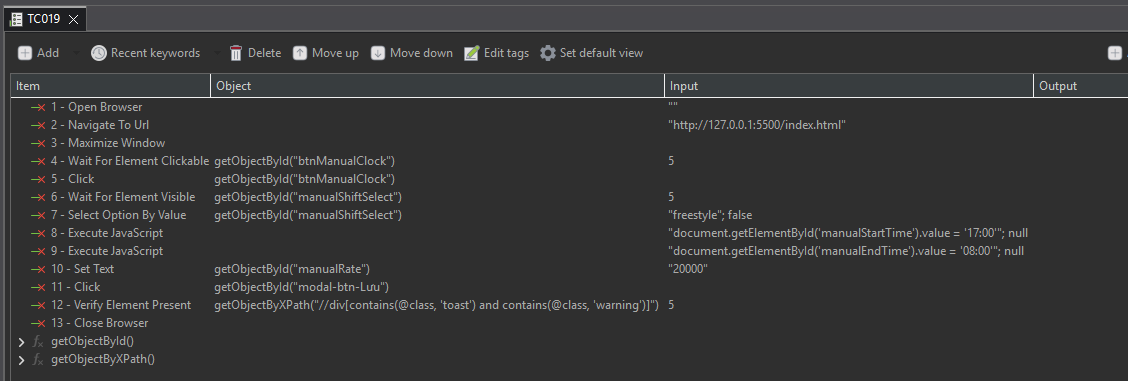 TC019
Add Recent keywords Delete Move up Move down Edit tags Set default view
Item Object Input Output
1 - Open Browser ""
2 - Navigate To Url "http://127.0.0.1:5500/index.html"
3 - Maximize Window
4 - Wait For Element Clickable getObjectById("btnManualClock") 5
5 - Click getObjectById("btnManualClock")
6 - Wait For Element Visible getObjectById("manualShiftSelect") 5
7 - Select Option By Value getObjectById("manualShiftSelect") "freestyle"; false
8 - Execute JavaScript "document.getElementById('manualStartTime').value = '17:00'"; null
9 - Execute JavaScript "document.getElementById('manualEndTime').value = '08:00'"; null
10 - Set Text getObjectById("manualRate") "20000"
11 - Click getObjectById("modal-btn-Lưu")
12 - Verify Element Present getObjectByXPath("//div[contains(@class, 'toast') and contains(@class, 'warning')]") 5
13 - Close Browser
fx getObjectById()
fx getObjectByXPath()